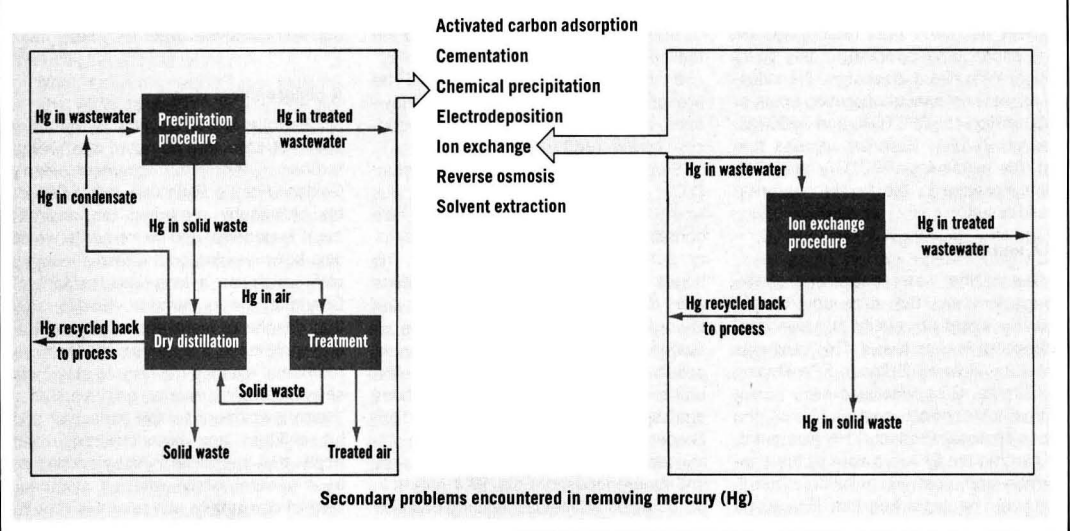 Activated carbon adsorption
Cementation
Chemical precipitation
Electrodeposition
Ion exchange
Reverse osmosis
Solvent extraction
Hg in wastewater
Precipitation
procedure
Hg in treated
wastewater
Hg in condensate
Hg in solid waste
Hg in air
Hg recycled back
to process
Dry distillation
Treatment
Solid waste
Solid waste
Treated air
Hg in wastewater
Ion exchange
procedure
Hg in treated
wastewater
Hg recycled back
to process
Hg in solid waste
Secondary problems encountered in removing mercury (Hg)